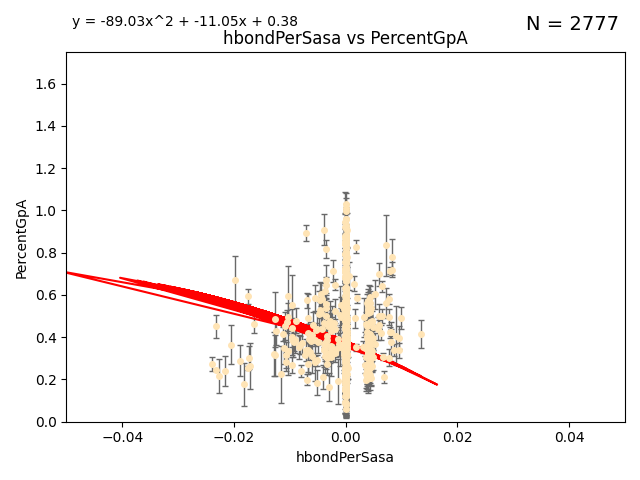 y = -89.03x^2 + -11.05x + 0.38
N = 2777
hbondPerSasa vs PercentGpA
PercentGpA
1.6
1.4
1.2
1.0
0.8
0.6
0.4
0.2
0.0
−0.04
−0.02
0.00
0.02
0.04
hbondPerSasa